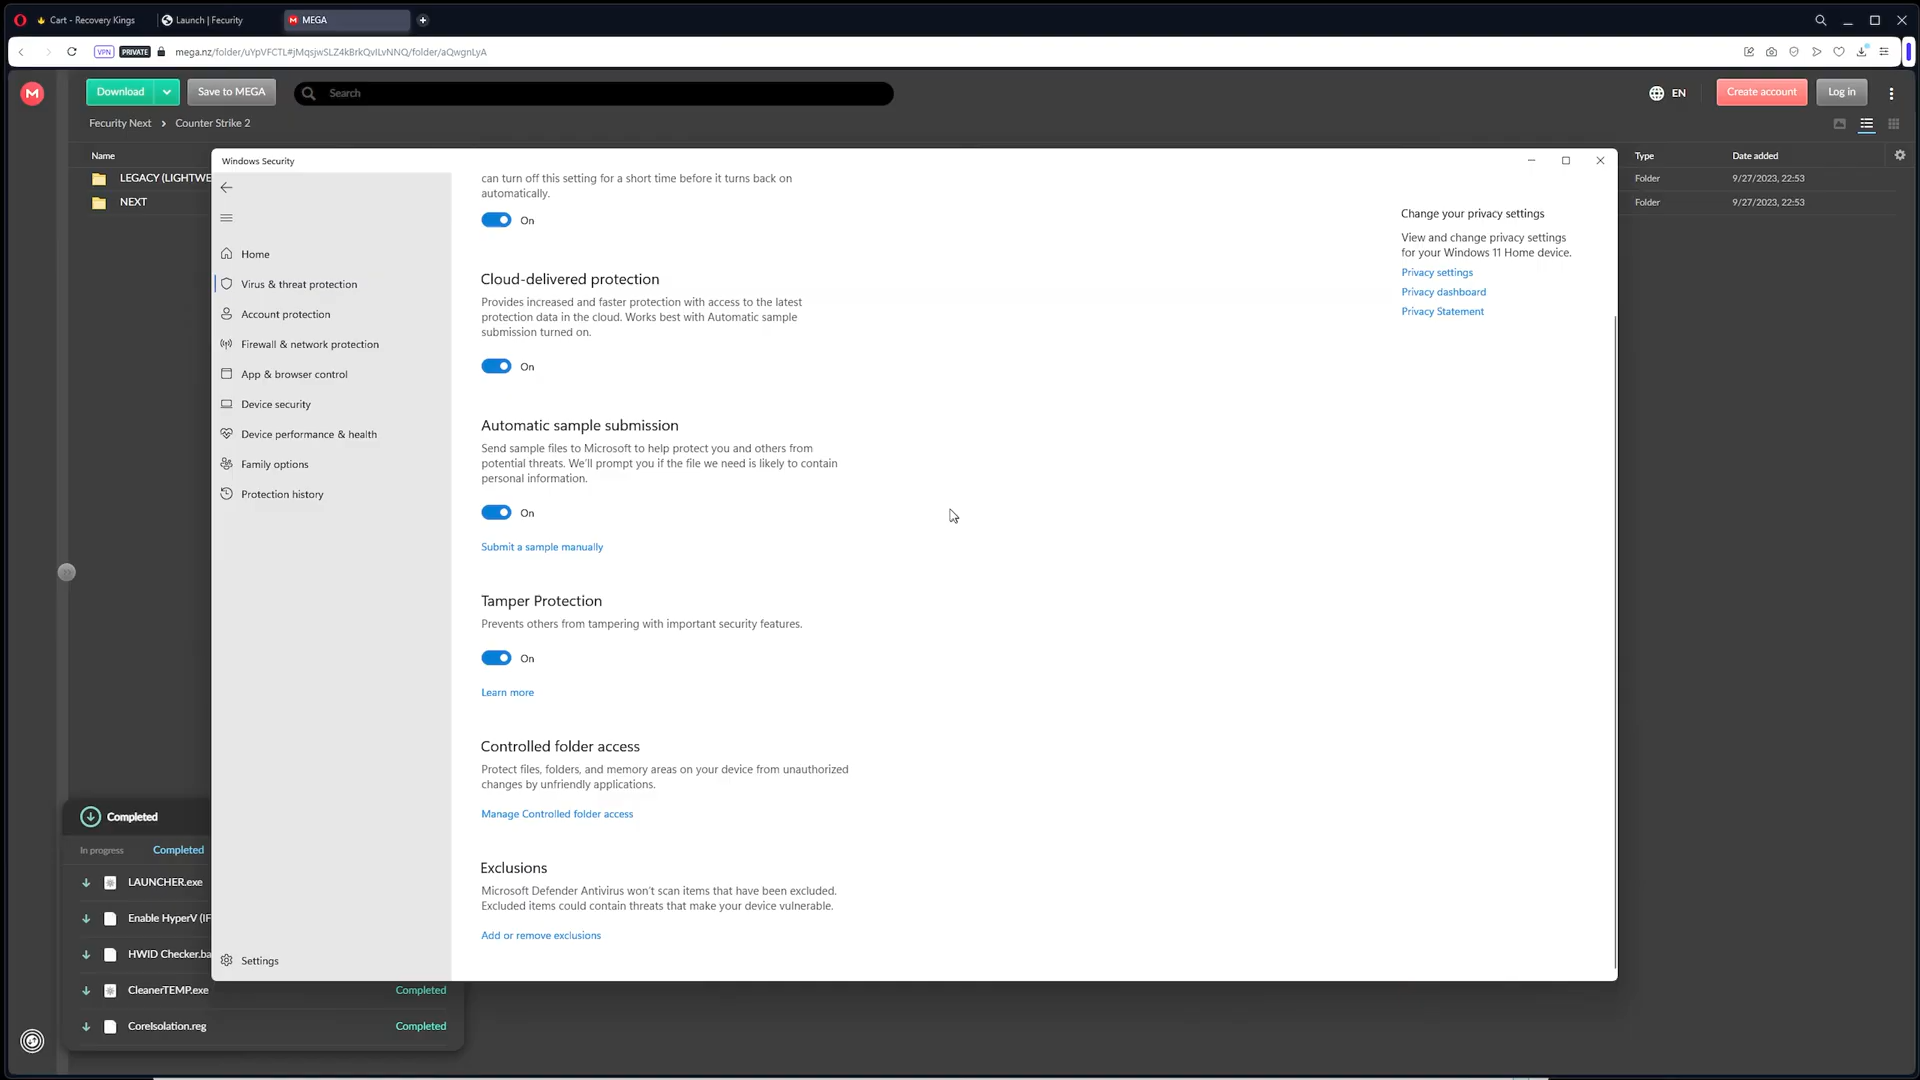 Cart - Recovery Kings
Launch | Fecurity
MEGA
VPN
PRIVATE
mega.nz/folder/uYpVFCTL#jMqsjwSLZ4kBrkQvILvNNQ/folder/aQwgnLyA
M
Download
Save to MEGA
Search
EN
Create account
Log in
Fecurity Next > Counter Strike 2
Name
Type
Date added
LEGACY (LIGHTWE
Folder
9/27/2023, 22:53
NEXT
Folder
9/27/2023, 22:53
Windows Security
Home
Virus & threat protection
Account protection
Firewall & network protection
App & browser control
Device security
Device performance & health
Family options
Protection history
Settings
can turn off this setting for a short time before it turns back on
automatically.
On
Cloud-delivered protection
Provides increased and faster protection with access to the latest
protection data in the cloud. Works best with Automatic sample
submission turned on.
On
Automatic sample submission
Send sample files to Microsoft to help protect you and others from
potential threats. We'll prompt you if the file we need is likely to contain
personal information.
On
Submit a sample manually
Tamper Protection
Prevents others from tampering with important security features.
On
Learn more
Controlled folder access
Protect files, folders, and memory areas on your device from unauthorized
changes by unfriendly applications.
Manage Controlled folder access
Exclusions
Microsoft Defender Antivirus won't scan items that have been excluded.
Excluded items could contain threats that make your device vulnerable.
Add or remove exclusions
Change your privacy settings
View and change privacy settings
for your Windows 11 Home device.
Privacy settings
Privacy dashboard
Privacy Statement
Completed
In progress
Completed
LAUNCHER.exe
Enable HyperV (IF
HWID Checker.ba
CleanerTEMP.exe
Completed
CoreIsolation.reg
Completed